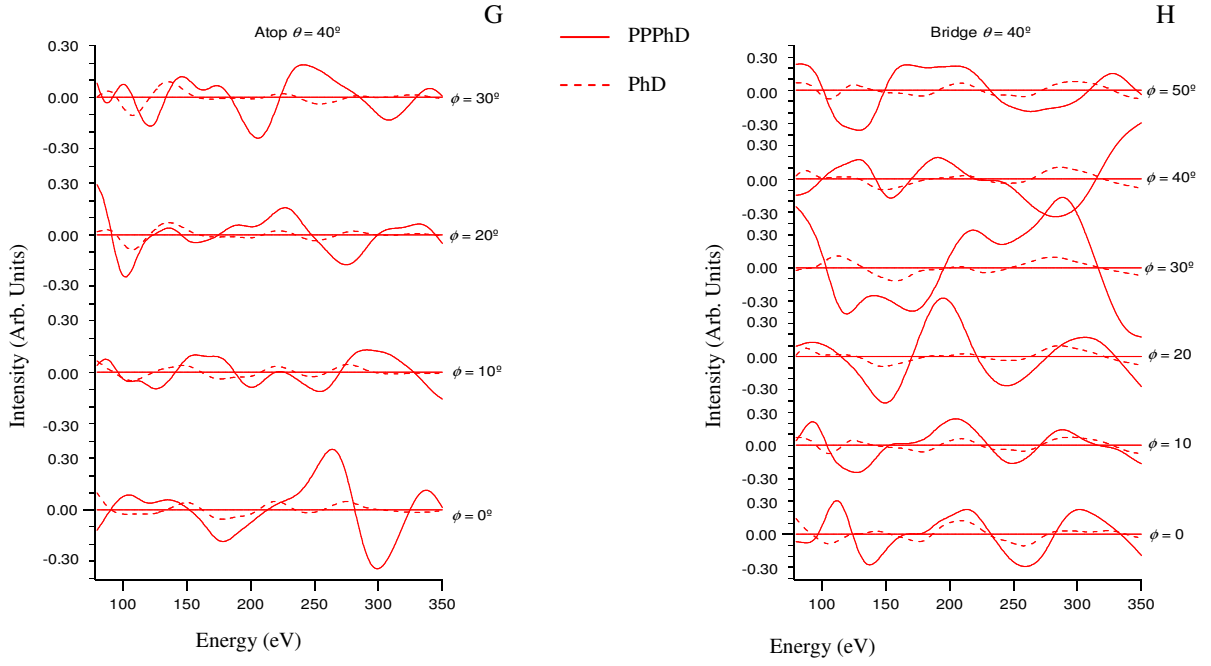 G
Atop θ = 40º
0.30
0.00
-0.30
0.30
0.00
-0.30
0.30
0.00
-0.30
0.30
0.00
-0.30
ϕ = 30º
ϕ = 20º
ϕ = 10º
ϕ = 0º
Intensity (Arb. Units)
100
150
200
250
300
350
Energy (eV)
PPPhD
PhD
H
Bridge θ = 40º
0.30
0.00
-0.30
0.30
0.00
-0.30
0.30
0.00
-0.30
0.30
0.00
-0.30
0.30
0.00
-0.30
0.30
0.00
-0.30
ϕ = 50º
ϕ = 40º
ϕ = 30º
ϕ = 20
ϕ = 10
ϕ = 0
Intensity (Arb. Units)
100
150
200
250
300
350
Energy (eV)